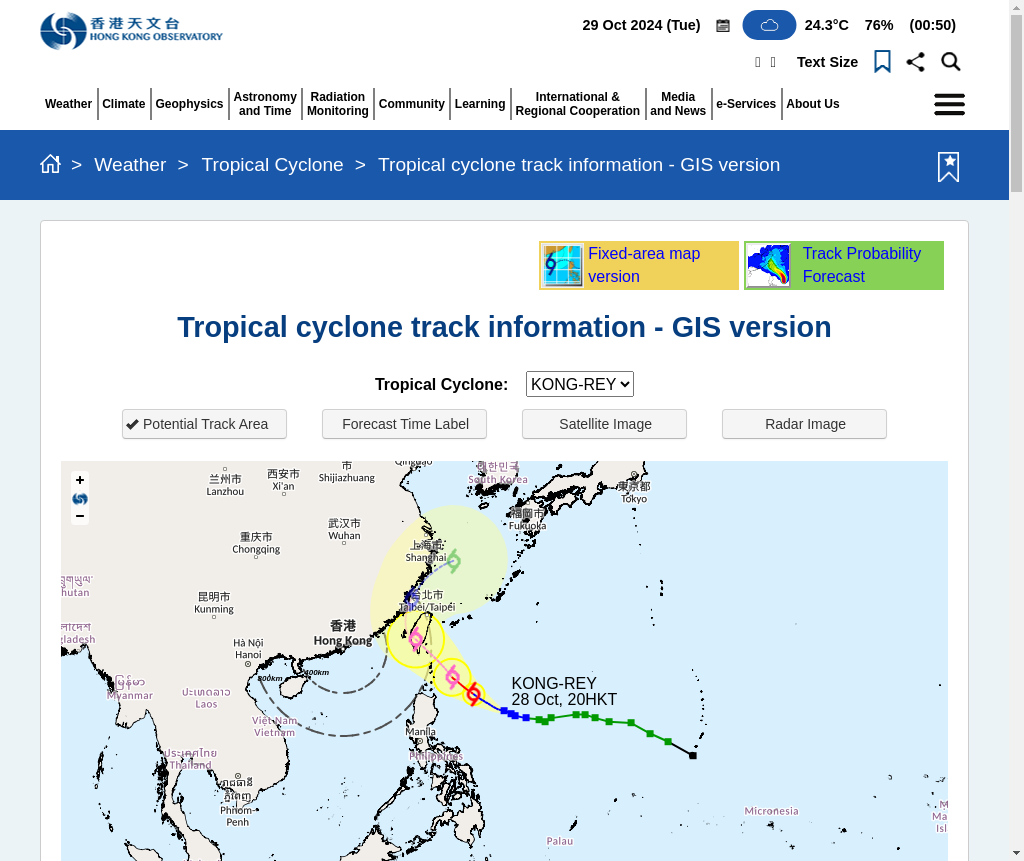 香港天文台
HONG KONG OBSERVATORY
29 Oct 2024 (Tue)
24.3°C
76%
(00:50)
Text Size
Weather
Climate
Geophysics
Astronomy
and Time
Radiation
Monitoring
Community
Learning
International &
Regional Cooperation
Media
and News
e-Services
About Us
> Weather > Tropical Cyclone > Tropical cyclone track information - GIS version
Fixed-area map
version
Track Probability
Forecast
Tropical cyclone track information - GIS version
Tropical Cyclone:
KONG-REY
Potential Track Area
Forecast Time Label
Satellite Image
Radar Image
+
−
兰州市
Lanzhou
西安市
Xi'an
市
Shijiazhuang
Qingdao
대한민국
South Korea
東京都
Tokyo
福岡市
Fukuoka
武汉市
Wuhan
重庆市
Chongqing
上海市
Shanghai
昆明市
Kunming
台北市
Taibei/Taipei
hutan
gladesh
香港
Hong Kong
Hà Nội
Hanoi
800km
400km
Myanmar
ປະເທດລາວ
Laos
Việt Nam
Vietnam
ประเทศไทย
Thailand
Phnom-
Penh
Manila
Philippines
KONG-REY
28 Oct, 20HKT
Micronesia
Palau
M
Ma
Isl